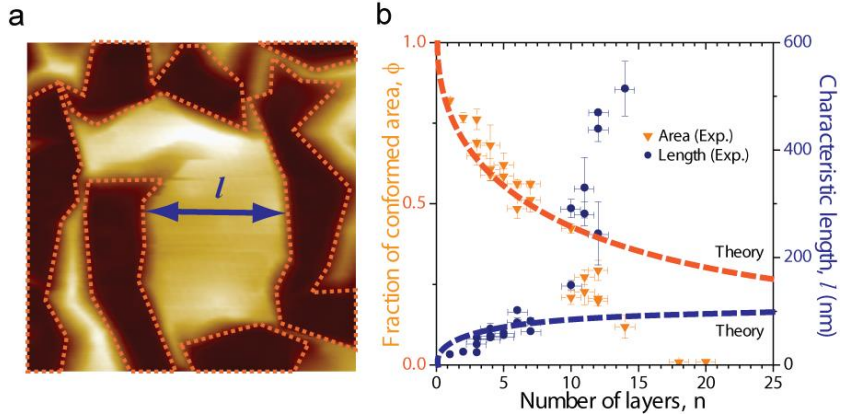 a
b
l
Fraction of conformed area, ϕ
1.0
0.5
0.0
600
400
200
0
Characteristic length, l (nm)
Area (Exp.)
Length (Exp.)
Theory
Theory
0
5
10
15
20
25
Number of layers, n